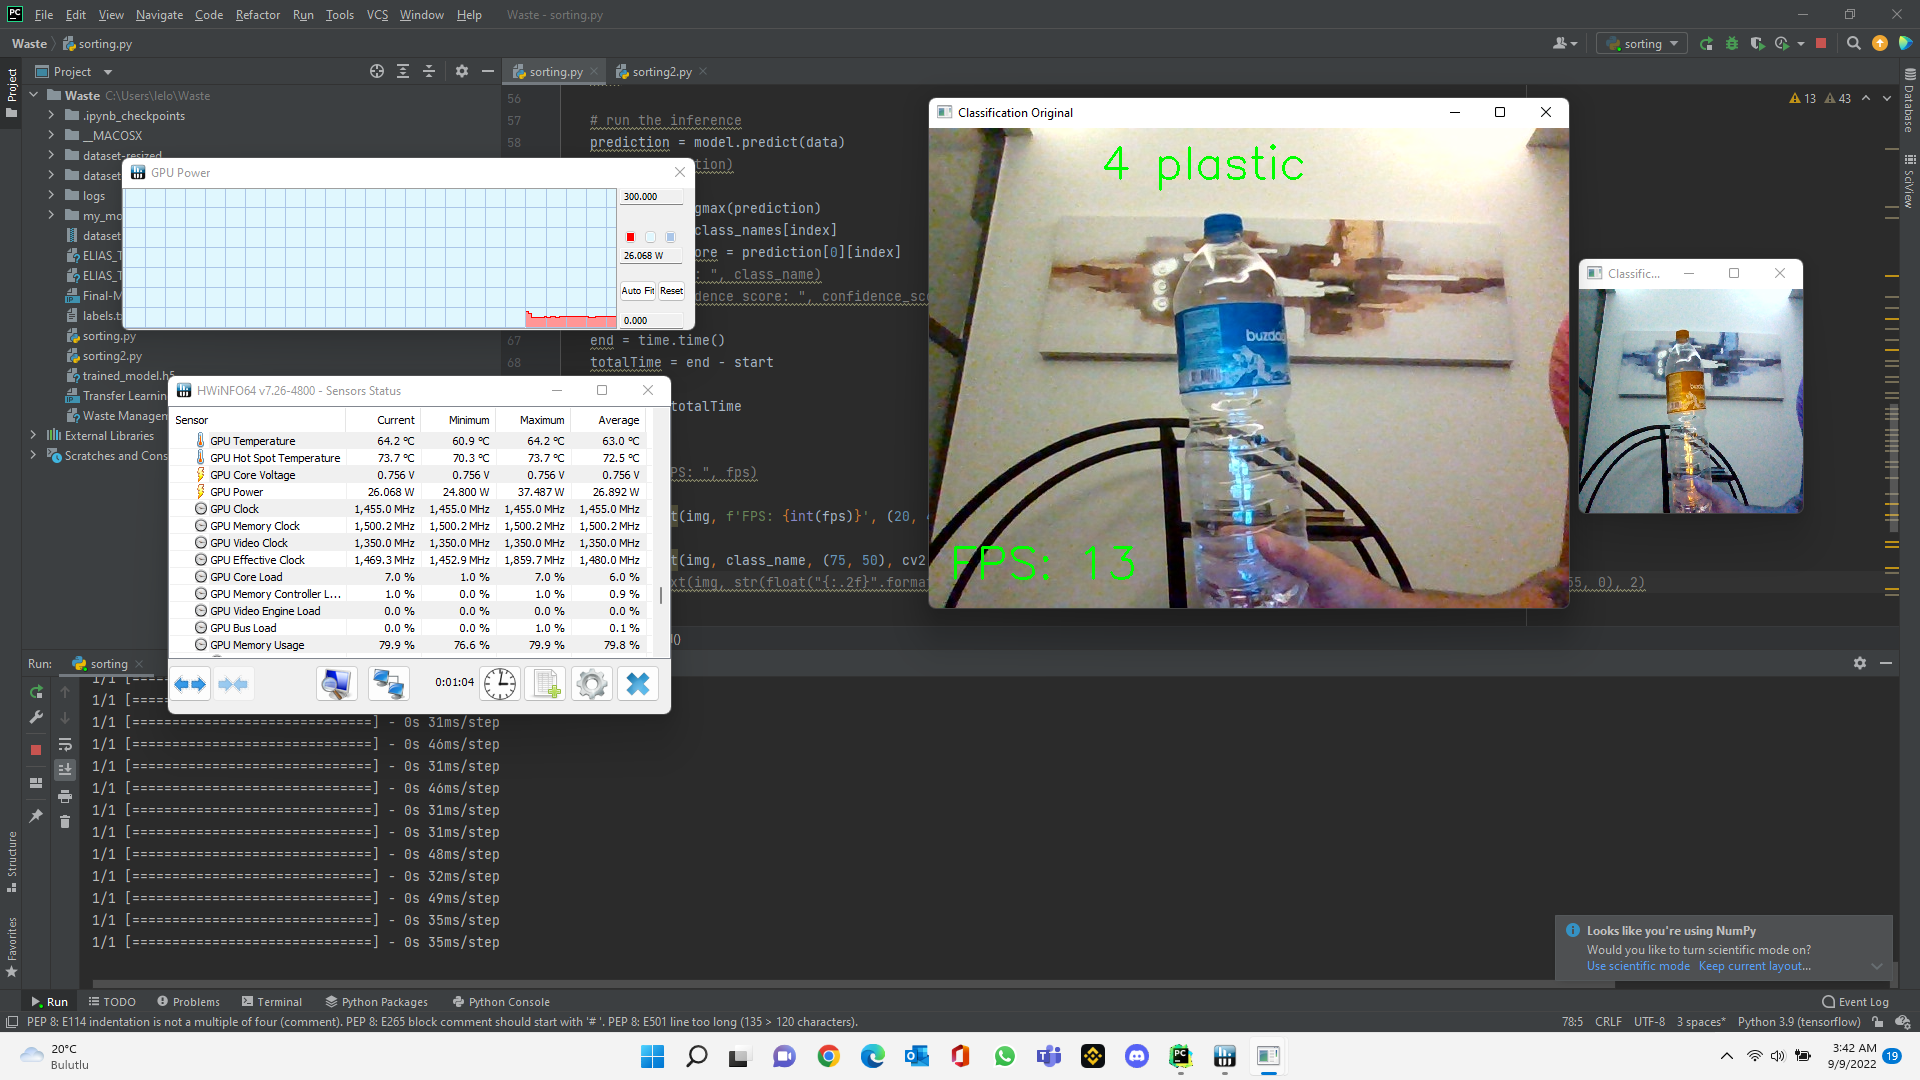 File Edit View Navigate Code Refactor Run Tools VCS Window Help Waste - sorting.py
Waste sorting.py
sorting
Project
sorting.py
sorting2.py
Waste C:\Users\lelo\Waste
.ipynb_checkpoints
__MACOSX
dataset-resized
dataset
logs
my_mo
dataset
ELIAS_T
ELIAS_T
Final-M
labels.t
sorting.py
sorting2.py
trained_model.h5
Transfer Learnin
Waste Managem
External Libraries
Scratches and Cons
Project
Structure
Favorites
Database
SciView
13 43
56
57 # run the inference
58 prediction = model.predict(data)
tion)
gmax(prediction)
class_names[index]
ore = prediction[0][index]
: ", class_name)
dence score: ", confidence_sco
67 end = time.time()
68 totalTime = end - start
totalTime
PS: ", fps)
t(img, f'FPS: {int(fps)}', (20,
t(img, class_name, (75, 50), cv2
xt(img, str(float("{:.2f}".forma
55, 0), 2)
()
GPU Power
300.000
26.068 W
Auto Fit Reset
0.000
HWiNFO64 v7.26-4800 - Sensors Status
Sensor Current Minimum Maximum Average
GPU Temperature 64.2 °C 60.9 °C 64.2 °C 63.0 °C
GPU Hot Spot Temperature 73.7 °C 70.3 °C 73.7 °C 72.5 °C
GPU Core Voltage 0.756 V 0.756 V 0.756 V 0.756 V
GPU Power 26.068 W 24.800 W 37.487 W 26.892 W
GPU Clock 1,455.0 MHz 1,455.0 MHz 1,455.0 MHz 1,455.0 MHz
GPU Memory Clock 1,500.2 MHz 1,500.2 MHz 1,500.2 MHz 1,500.2 MHz
GPU Video Clock 1,350.0 MHz 1,350.0 MHz 1,350.0 MHz 1,350.0 MHz
GPU Effective Clock 1,469.3 MHz 1,452.9 MHz 1,859.7 MHz 1,480.0 MHz
GPU Core Load 7.0 % 1.0 % 7.0 % 6.0 %
GPU Memory Controller L... 1.0 % 0.0 % 1.0 % 0.9 %
GPU Video Engine Load 0.0 % 0.0 % 0.0 % 0.0 %
GPU Bus Load 0.0 % 0.0 % 1.0 % 0.1 %
GPU Memory Usage 79.9 % 76.6 % 79.9 % 79.8 %
0:01:04
Classification Original
4 plastic
buzda
FPS: 13
Classific...
Run: sorting
1/1 [
1/1 [===
1/1 [==============================] - 0s 31ms/step
1/1 [==============================] - 0s 46ms/step
1/1 [==============================] - 0s 31ms/step
1/1 [==============================] - 0s 46ms/step
1/1 [==============================] - 0s 31ms/step
1/1 [==============================] - 0s 31ms/step
1/1 [==============================] - 0s 48ms/step
1/1 [==============================] - 0s 32ms/step
1/1 [==============================] - 0s 49ms/step
1/1 [==============================] - 0s 35ms/step
1/1 [==============================] - 0s 35ms/step
Looks like you're using NumPy
Would you like to turn scientific mode on?
Use scientific mode Keep current layout...
Run TODO Problems Terminal Python Packages Python Console Event Log
PEP 8: E114 indentation is not a multiple of four (comment). PEP 8: E265 block comment should start with '# '. PEP 8: E501 line too long (135 > 120 characters).
78:5 CRLF UTF-8 3 spaces* Python 3.9 (tensorflow)
20°C
Bulutlu
3:42 AM
9/9/2022
19